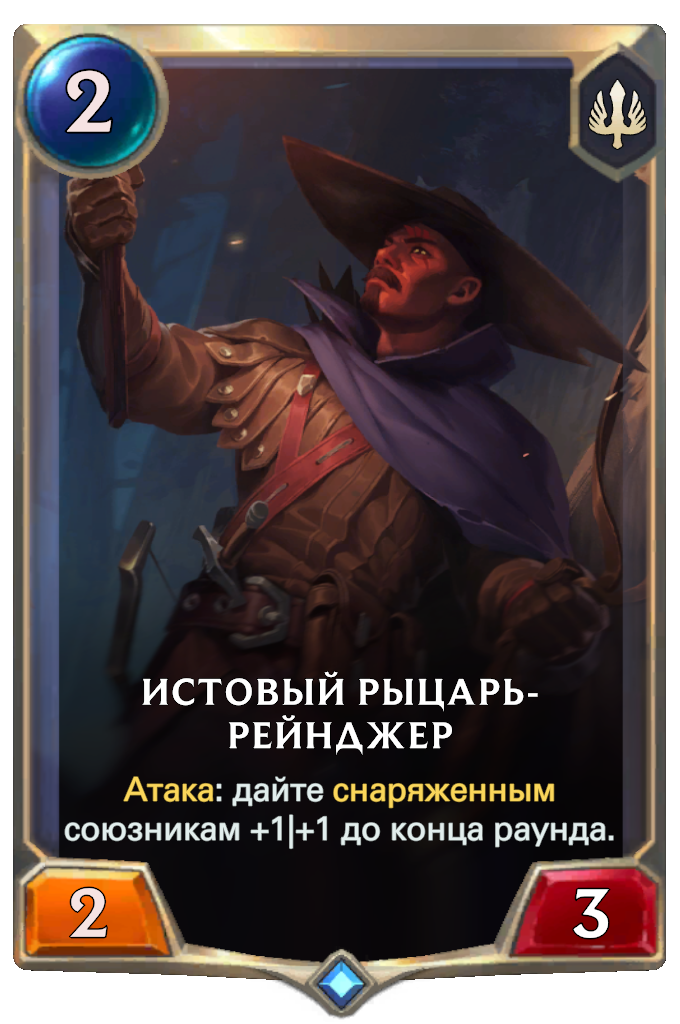 2
ИСТОВЫЙ РЫЦАРЬ-
РЕЙНДЖЕР
Атака: дайте снаряженным
союзникам +1|+1 до конца раунда.
2
3